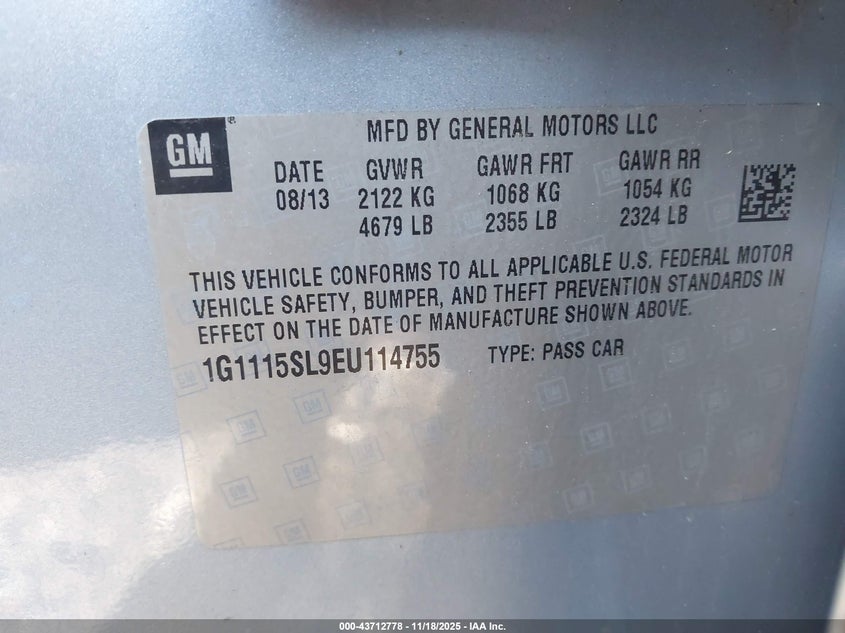 GM
®
MFD BY GENERAL MOTORS LLC
DATE GVWR GAWR FRT GAWR RR
08/13 2122 KG 1068 KG 1054 KG
4679 LB 2355 LB 2324 LB
THIS VEHICLE CONFORMS TO ALL APPLICABLE U.S. FEDERAL MOTOR
VEHICLE SAFETY, BUMPER, AND THEFT PREVENTION STANDARDS IN
EFFECT ON THE DATE OF MANUFACTURE SHOWN ABOVE.
1G1115SL9EU114755 TYPE: PASS CAR
000-43712778 - 11/18/2025 - IAA Inc.